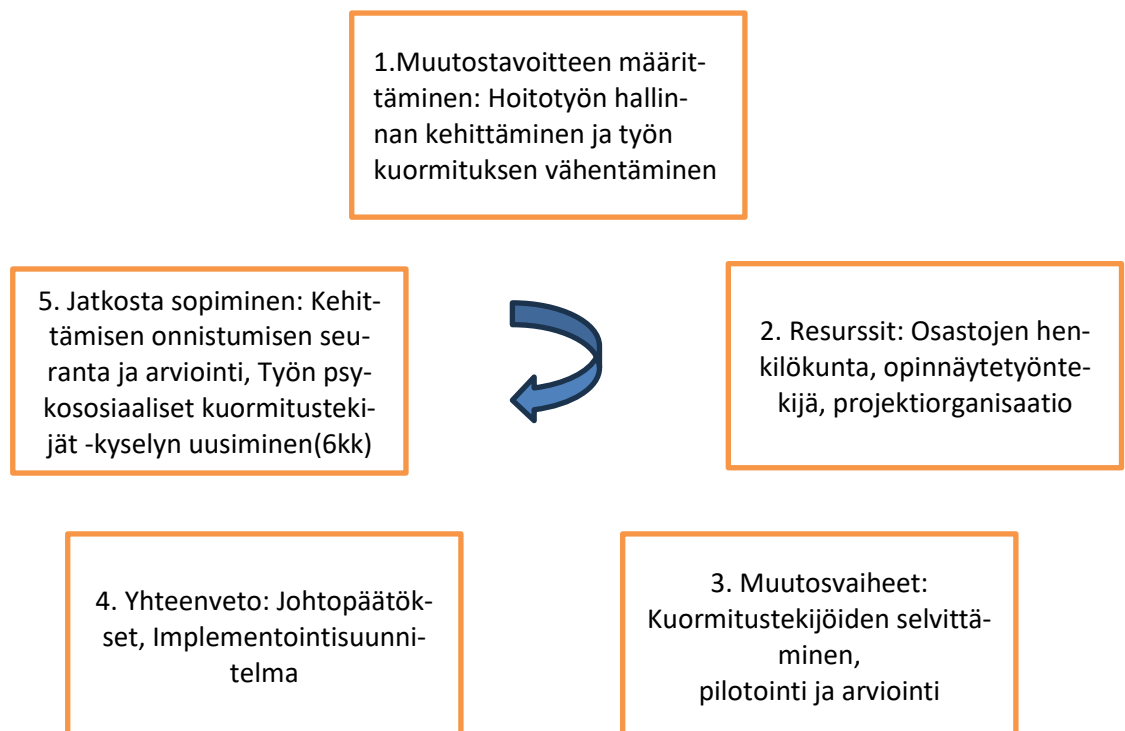 1.Muutostavoitteen määrit-
täminen: Hoitotyön hallin-
nan kehittäminen ja työn
kuormituksen vähentäminen
2. Resurssit: Osastojen hen-
kilökunta, opinnäytetyönte-
kijä, projektiorganisaatio
3. Muutosvaiheet:
Kuormitustekijöiden selvittä-
minen,
pilotointi ja arviointi
4. Yhteenveto: Johtopäätök-
set, Implementointisuunni-
telma
5. Jatkosta sopiminen: Kehit-
tämisen onnistumisen seu-
ranta ja arviointi, Työn psy-
kososiaaliset kuormitusteki-
jät -kyselyn uusiminen(6kk)